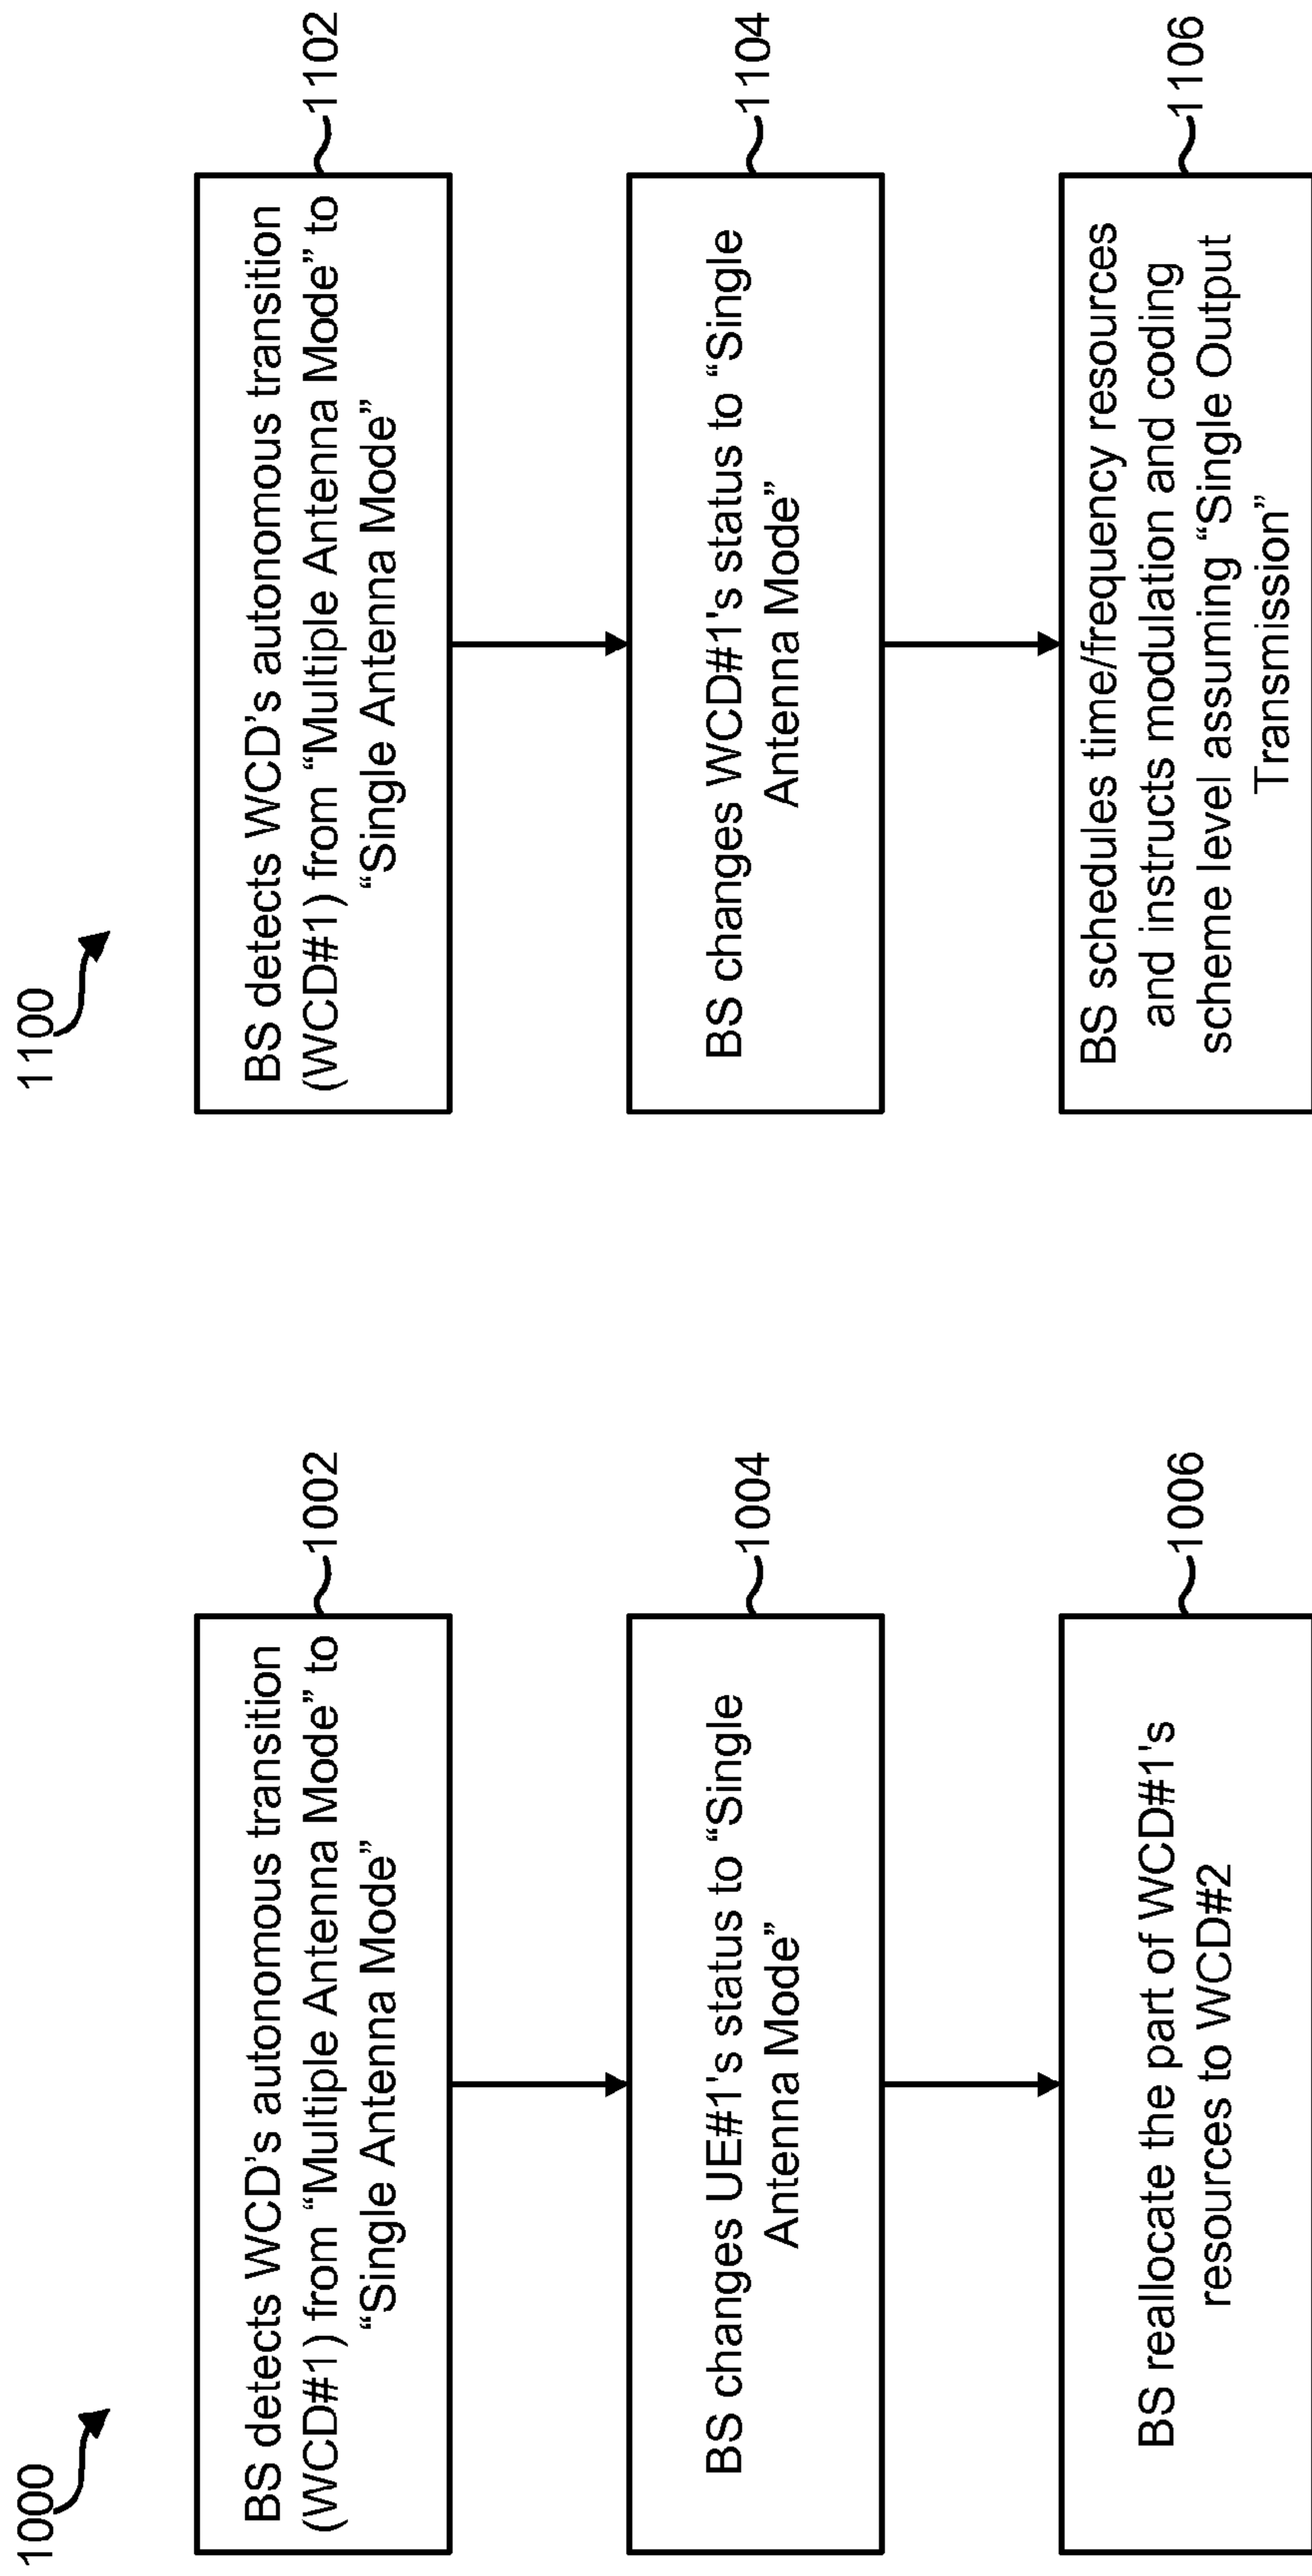 1000
BS detects WCD's autonomous transition
(WCD#1) from “Multiple Antenna Mode” to
“Single Antenna Mode”
1002
BS changes UE#1's status to “Single
Antenna Mode”
1004
BS reallocate the part of WCD#1's
resources to WCD#2
1006
1100
BS detects WCD's autonomous transition
(WCD#1) from “Multiple Antenna Mode” to
“Single Antenna Mode”
1102
BS changes WCD#1's status to “Single
Antenna Mode”
1104
BS schedules time/frequency resources
and instructs modulation and coding
scheme level assuming “Single Output
Transmission”
1106